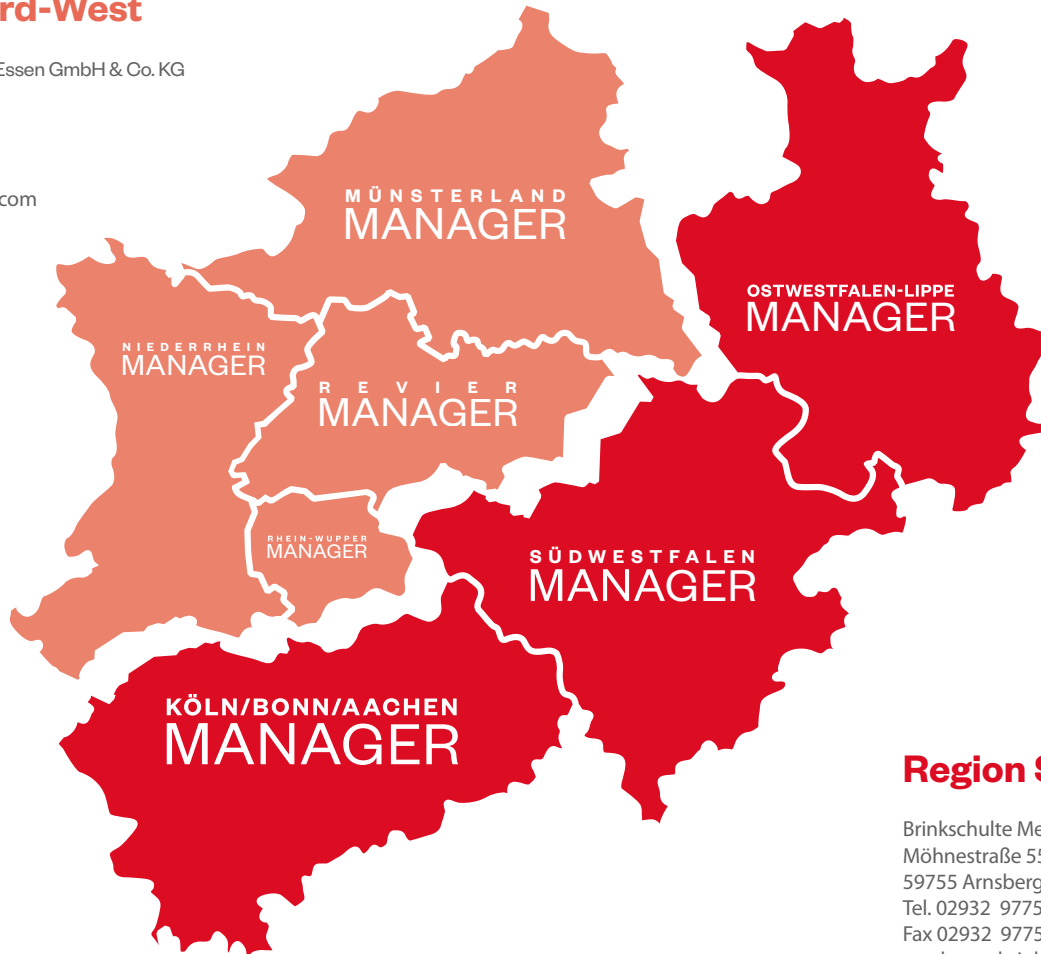 rd-West
Essen GmbH & Co. KG
com
MÜNSTERLAND
MANAGER
OSTWESTFALEN-LIPPE
MANAGER
NIEDERRHEIN
MANAGER
REVIER
MANAGER
RHEIN-WUPPER
MANAGER
SÜDWESTFALEN
MANAGER
KÖLN/BONN/AACHEN
MANAGER
Region
Brinkschulte Me
Möhnestraße 55
59755 Arnsberg
Tel. 02932 9775
Fax 02932 9775